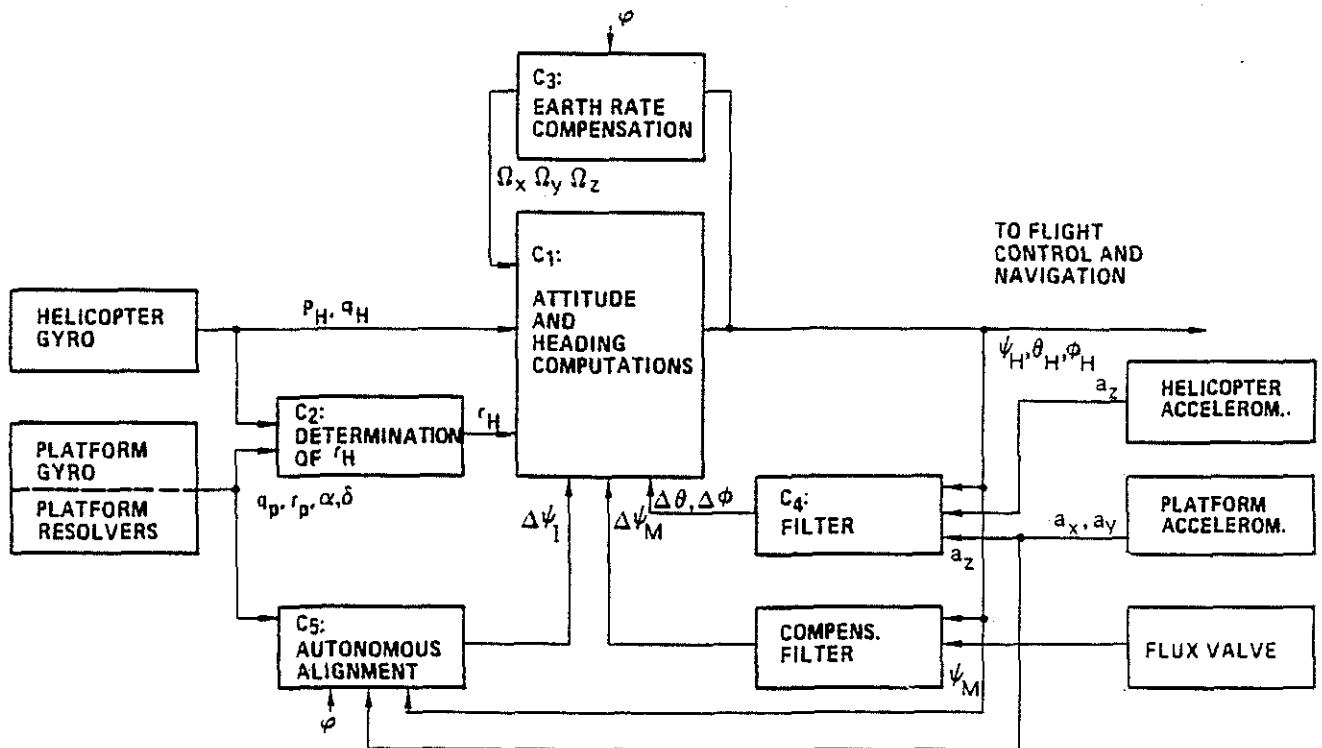 φ
C3:
EARTH RATE
COMPENSATION
Ωx Ωy Ωz
C1:
ATTITUDE
AND
HEADING
COMPUTATIONS
TO FLIGHT
CONTROL AND
NAVIGATION
HELICOPTER
GYRO
PH, qH
ψH, θH, ϕH
az
HELICOPTER
ACCELEROM..
C2:
DETERMINATION
OF rH
rH
PLATFORM
GYRO
PLATFORM
RESOLVERS
qp, rp, α, δ
ΔψI
ΔψM
Δθ, Δϕ
C4:
FILTER
az
ax, ay
PLATFORM
ACCELEROM.
C5:
AUTONOMOUS
ALIGNMENT
φ
COMPENS.
FILTER
ψM
FLUX VALVE